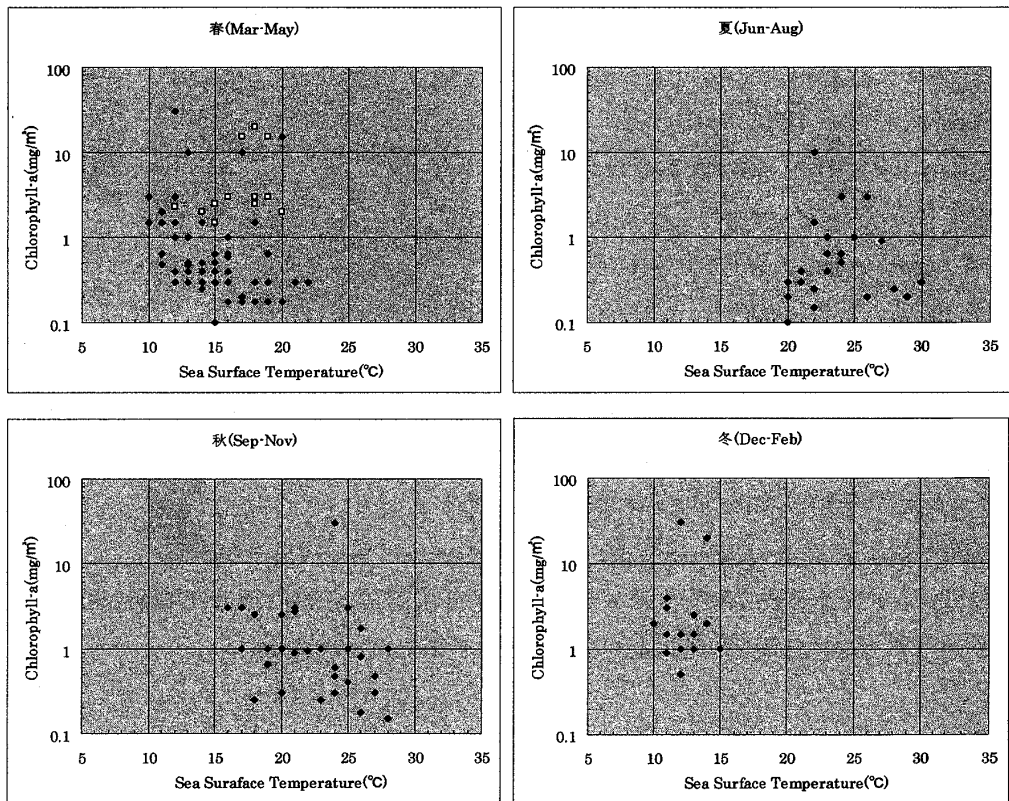 春(Mar-May)
Chlorophyll-a(mg/㎥)
100
10
1
0.1
5 10 15 20 25 30 35
Sea Surface Temperature(℃)
夏(Jun-Aug)
Chlorophyll-a(mg/㎥)
100
10
1
0.1
5 10 15 20 25 30 35
Sea Surface Temperature(℃)
秋(Sep-Nov)
Chlorophyll-a(mg/㎥)
100
10
1
0.1
5 10 15 20 25 30 35
Sea Suraface Temperature(℃)
冬(Dec-Feb)
Chlorophyll-a(mg/㎥)
100
10
1
0.1
5 10 15 20 25 30 35
Sea Surface Temperature(℃)